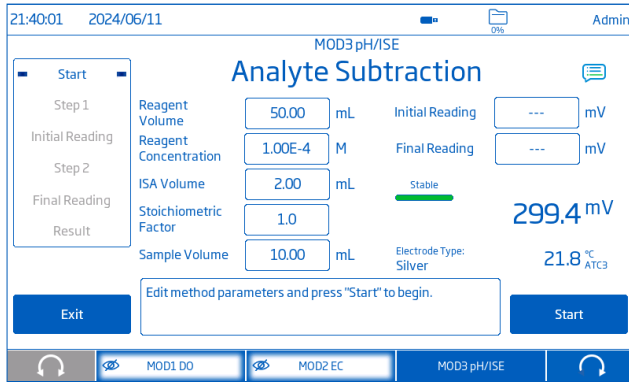 21:40:01 2024/06/11 0% Admin
MOD3 pH/ISE
Analyte Subtraction
Start
Step 1
Initial Reading
Step 2
Final Reading
Result
Reagent Volume 50.00 mL
Reagent Concentration 1.00E-4 M
ISA Volume 2.00 mL
Stoichiometric Factor 1.0
Sample Volume 10.00 mL
Initial Reading --- mV
Final Reading --- mV
Stable
299.4 mV
Electrode Type:
Silver
21.8 °C
ATC3
Edit method parameters and press "Start" to begin.
Exit
Start
MOD1 DO MOD2 EC MOD3 pH/ISE